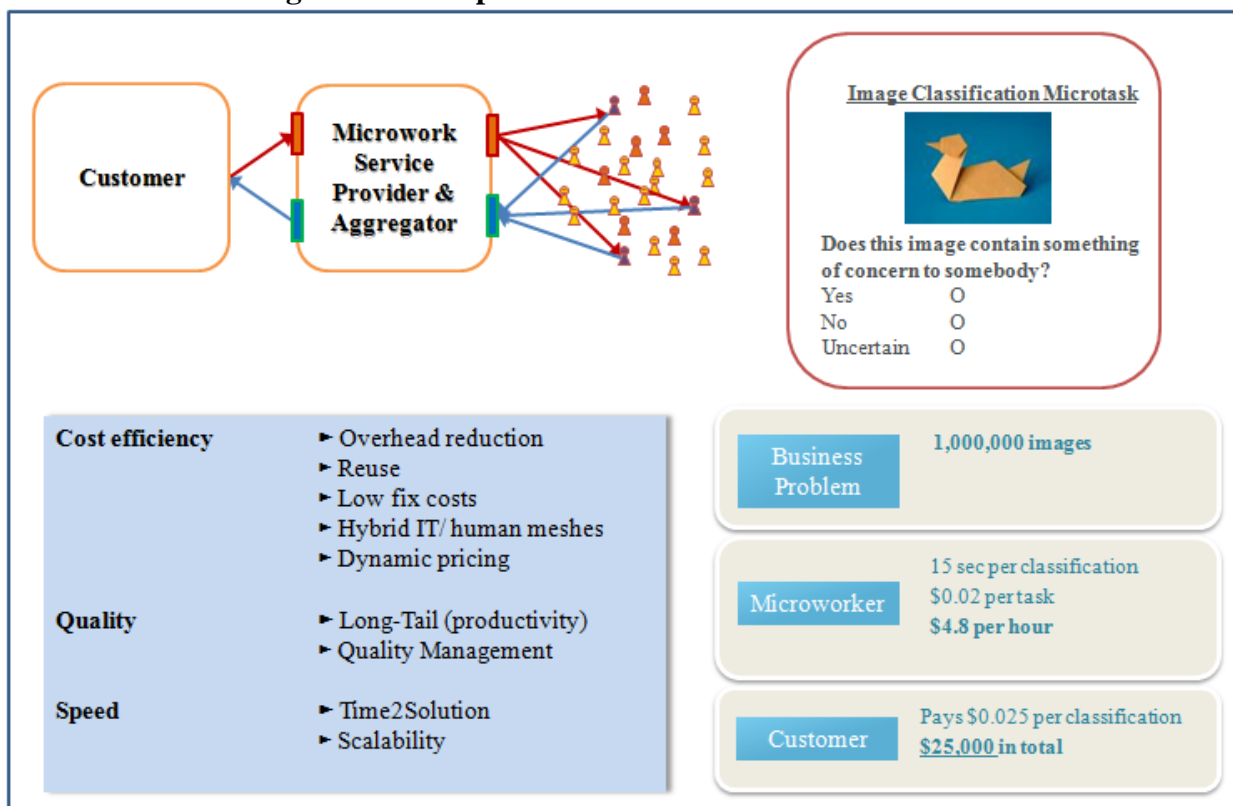 Customer
Microwork
Service
Provider &
Aggregator
Image Classification Microtask
Does this image contain something
of concern to somebody?
Yes O
No O
Uncertain O
Cost efficiency ► Overhead reduction
► Reuse
► Low fix costs
► Hybrid IT/ human meshes
► Dynamic pricing
Quality ► Long-Tail (productivity)
► Quality Management
Speed ► Time2Solution
► Scalability
Business
Problem
1,000,000 images
Microworker
15 sec per classification
$0.02 per task
$4.8 per hour
Customer
Pays $0.025 per classification
$25,000 in total